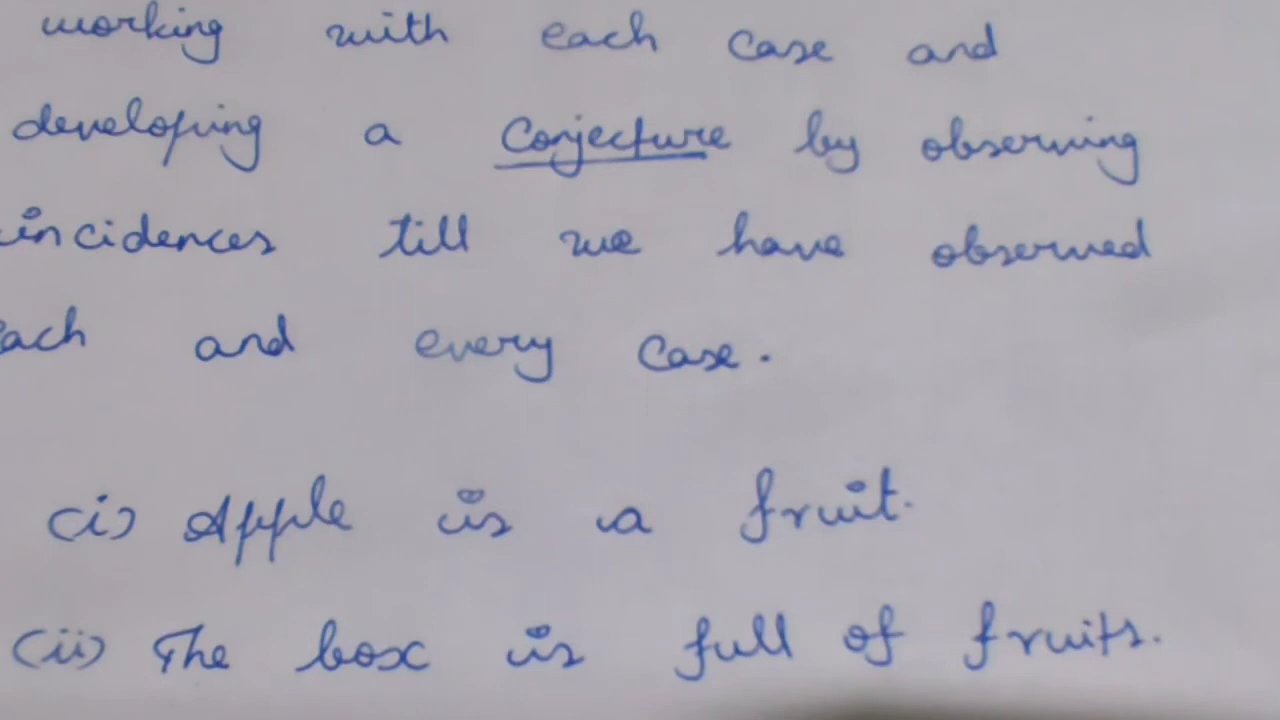 working with each case and
developing a Conjecture by observing
incidences till we have observed
each and every case.
(i) Apple is a fruit.
(ii) The box is full of fruits.